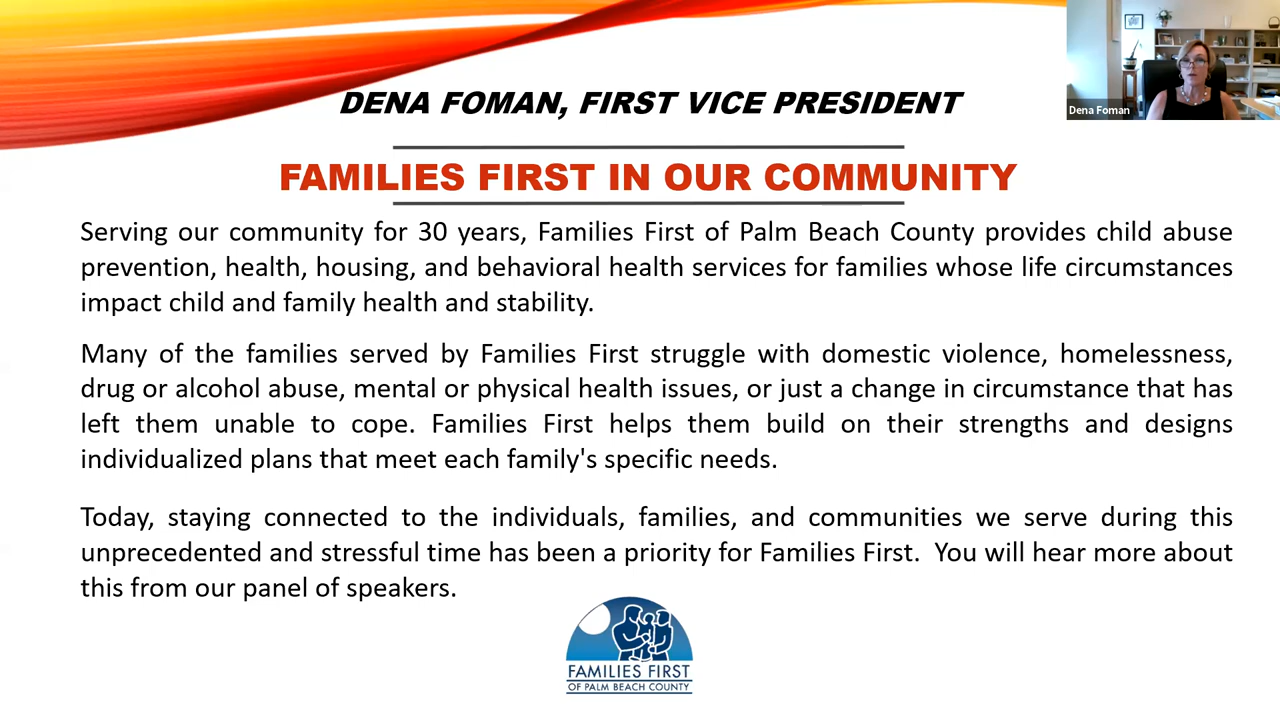 DENA FOMAN, FIRST VICE PRESIDENT
Dena Foman
FAMILIES FIRST IN OUR COMMUNITY
Serving our community for 30 years, Families First of Palm Beach County provides child abuse
prevention, health, housing, and behavioral health services for families whose life circumstances
impact child and family health and stability.
Many of the families served by Families First struggle with domestic violence, homelessness,
drug or alcohol abuse, mental or physical health issues, or just a change in circumstance that has
left them unable to cope. Families First helps them build on their strengths and designs
individualized plans that meet each family's specific needs.
Today, staying connected to the individuals, families, and communities we serve during this
unprecedented and stressful time has been a priority for Families First.  You will hear more about
this from our panel of speakers.
FAMILIES FIRST
OF PALM BEACH COUNTY